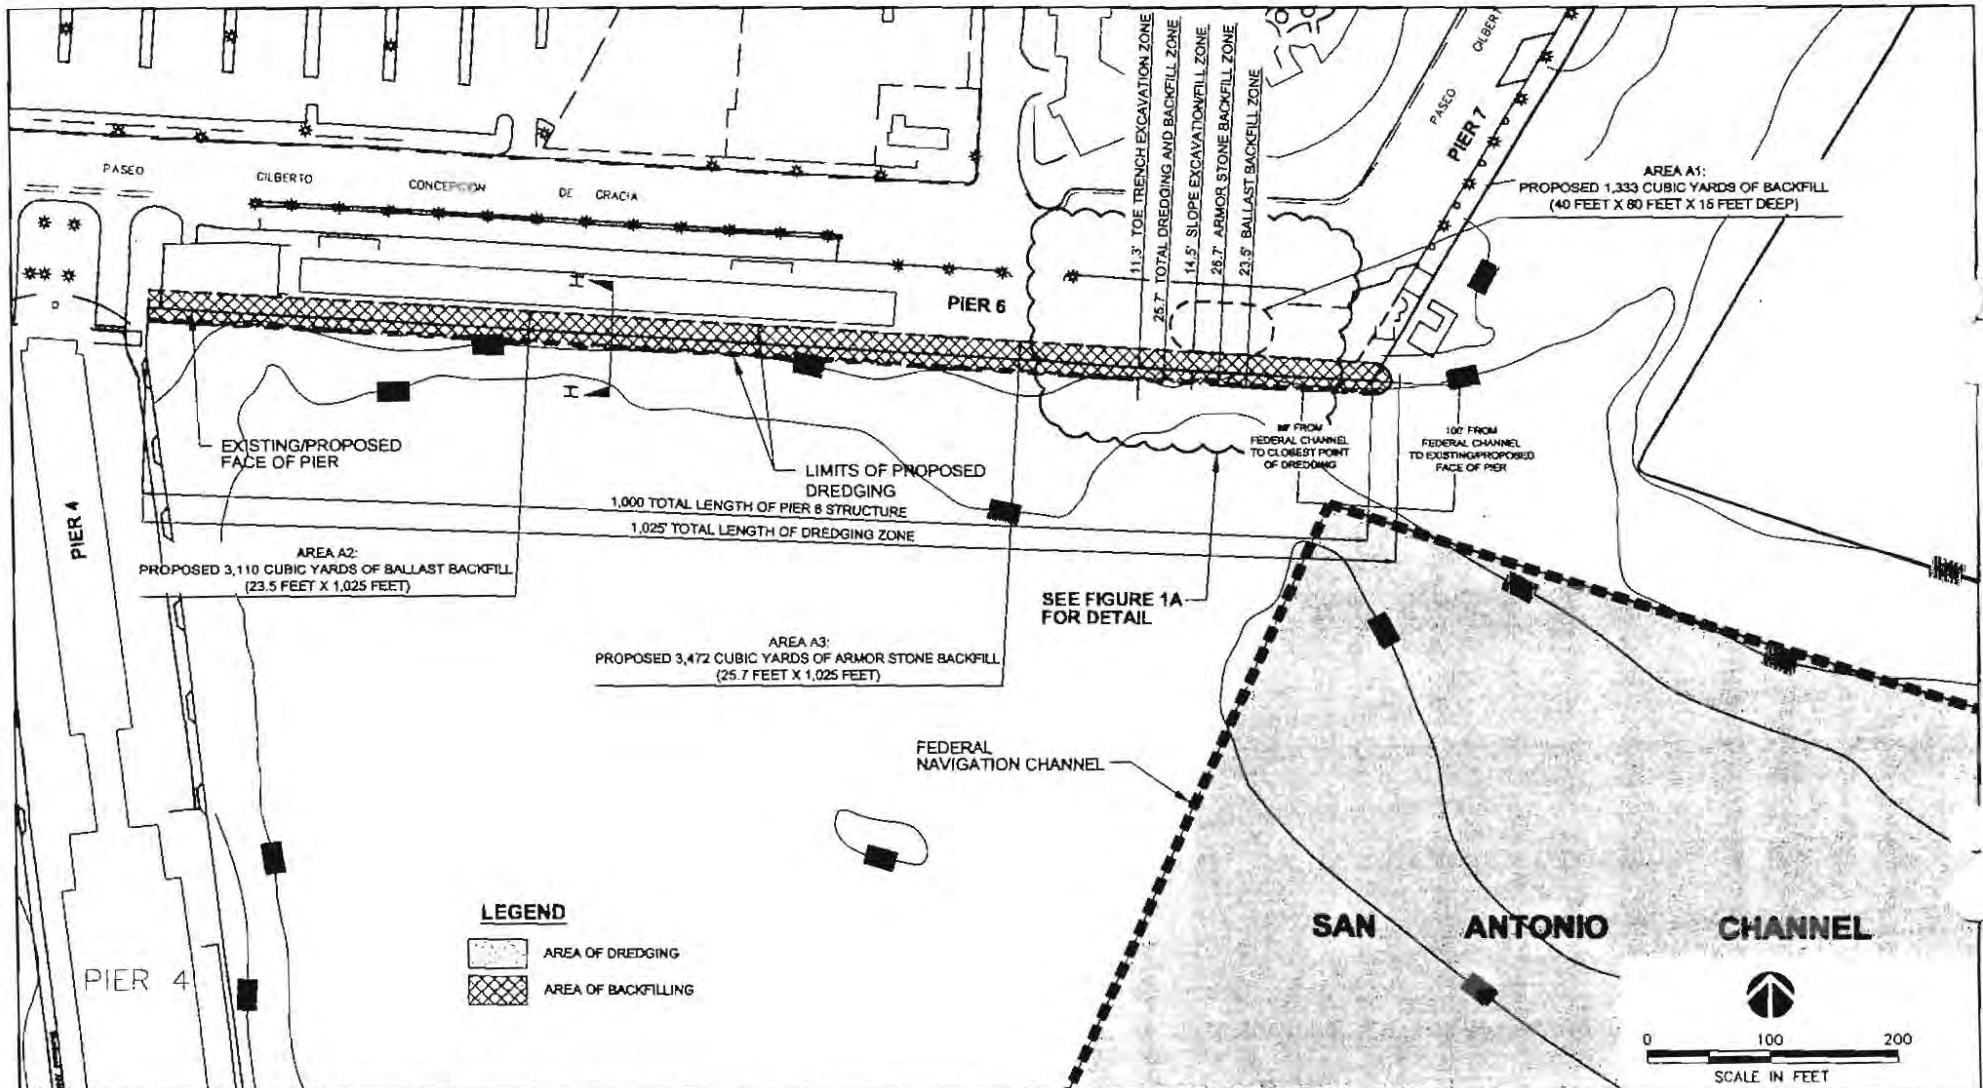 11.3' TOE TRENCH EXCAVATION ZONE
25.7' TOTAL DREDGING AND BACKFILL ZONE
14.5' SLOPE EXCAVATION/FILL ZONE
26.7' ARMOR STONE BACKFILL ZONE
23.5' BALLAST BACKFILL ZONE
PASEO
GILBERT
PIER 7
AREA A1:
PROPOSED 1,333 CUBIC YARDS OF BACKFILL
(40 FEET X 60 FEET X 15 FEET DEEP)
PASEO
GILBERTO
CONCEPCION
DE GRACIA
PIER 6
I
I
EXISTING/PROPOSED
FACE OF PIER
LIMITS OF PROPOSED
DREDGING
FROM
FEDERAL CHANNEL
TO CLOSEST POINT
OF DREDGING
100' FROM
FEDERAL CHANNEL
TO EXISTING/PROPOSED
FACE OF PIER
1,000 TOTAL LENGTH OF PIER 6 STRUCTURE
1,025' TOTAL LENGTH OF DREDGING ZONE
PIER 4
AREA A2:
PROPOSED 3,110 CUBIC YARDS OF BALLAST BACKFILL
(23.5 FEET X 1,025 FEET)
SEE FIGURE 1A
FOR DETAIL
AREA A3:
PROPOSED 3,472 CUBIC YARDS OF ARMOR STONE BACKFILL
(25.7 FEET X 1,025 FEET)
FEDERAL
NAVIGATION CHANNEL
LEGEND
AREA OF DREDGING
AREA OF BACKFILLING
PIER 4
SAN ANTONIO CHANNEL
0 100 200
SCALE IN FEET